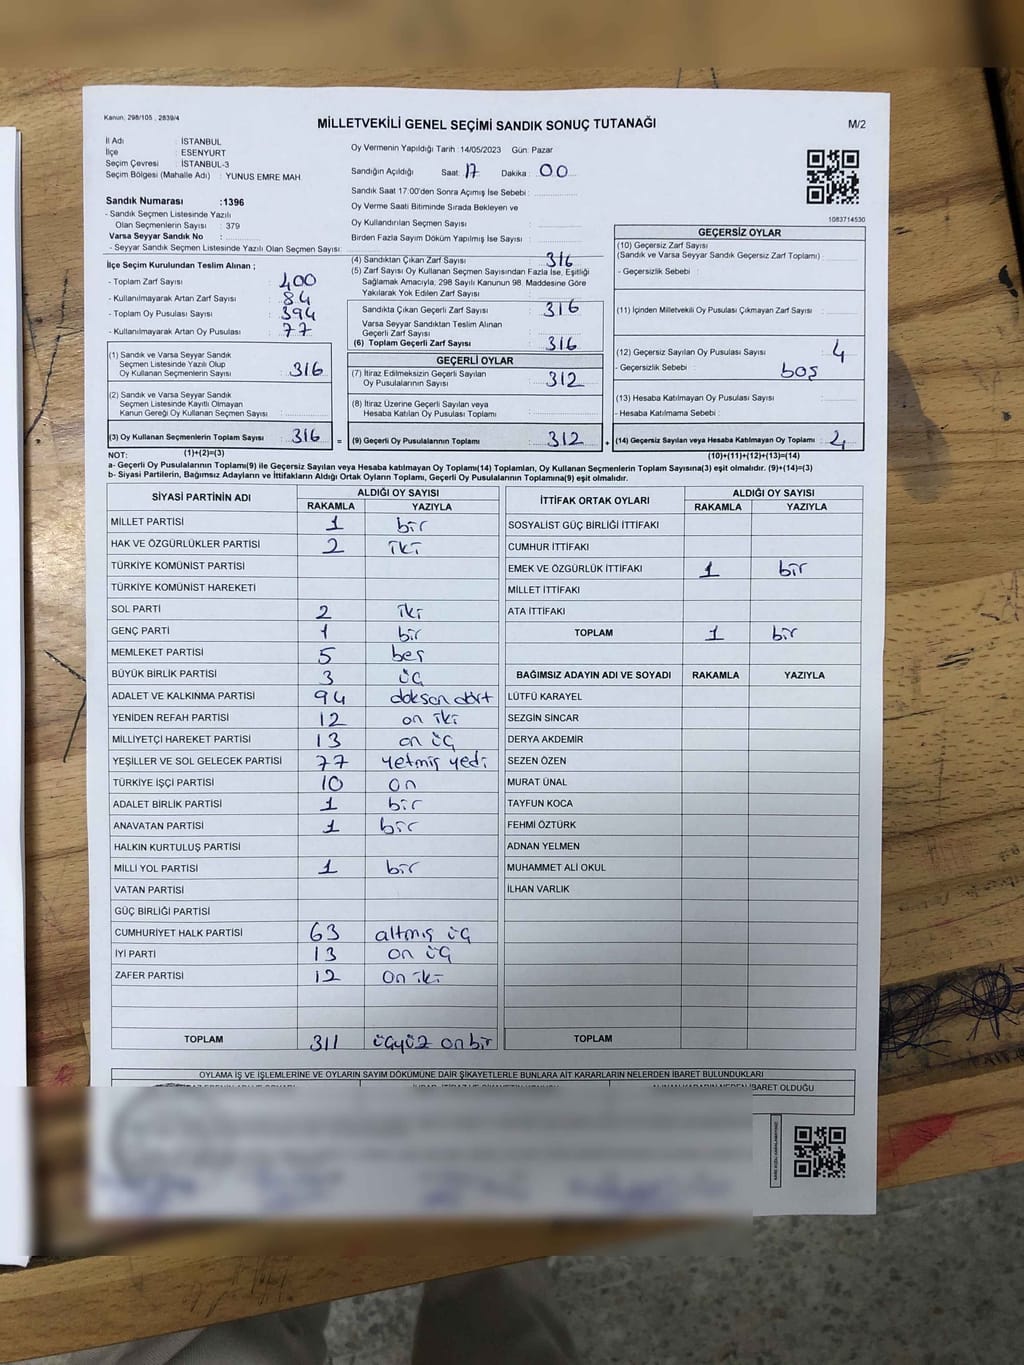 Kanun, 298/105 , 2839/4
MİLLETVEKİLİ GENEL SEÇİMİ SANDIK SONUÇ TUTANAĞI
M/2
İl Adı : İSTANBUL
İlçe : ESENYURT
Seçim Çevresi : İSTANBUL-3
Seçim Bölgesi (Mahalle Adı) : YUNUS EMRE MAH.
Sandık Numarası :1396
- Sandık Seçmen Listesinde Yazılı
Olan Seçmenlerin Sayısı : 379
Varsa Seyyar Sandık No :
- Seyyar Sandık Seçmen Listesinde Yazılı Olan Seçmen Sayısı:
Oy Vermenin Yapıldığı Tarih :14/05/2023 Gün: Pazar
Sandığın Açıldığı Saat: 17 Dakika : 00
Sandık Saat 17:00'den Sonra Açımış İse Sebebi :
Oy Verme Saati Bitiminde Sırada Bekleyen ve
Oy Kullandırılan Seçmen Sayısı :
Birden Fazla Sayım Döküm Yapılmış İse Sayısı :
1083714530
İlçe Seçim Kurulundan Teslim Alınan ;
- Toplam Zarf Sayısı : 400
- Kullanılmayarak Artan Zarf Sayısı : 84
- Toplam Oy Pusulası Sayısı : 394
- Kullanılmayarak Artan Oy Pusulası : 77
(1) Sandık ve Varsa Seyyar Sandık
Seçmen Listesinde Yazılı Olup
Oy Kullanan Seçmenlerin Sayısı : 316
(2) Sandık ve Varsa Seyyar Sandık
Seçmen Listesinde Kayıtlı Olmayan
Kanun Gereği Oy Kullanan Seçmen Sayısı :
(3) Oy Kullanan Seçmenlerin Toplam Sayısı : 316 =
(4) Sandıktan Çıkan Zarf Sayısı : 316
(5) Zarf Sayısı Oy Kullanan Seçmen Sayısından Fazla İse, Eşitliği
Sağlamak Amacıyla, 298 Sayılı Kanunun 98. Maddesine Göre
Yakılarak Yok Edilen Zarf Sayısı :
Sandıkta Çıkan Geçerli Zarf Sayısı : 316
Varsa Seyyar Sandıktan Teslim Alınan
Geçerli Zarf Sayısı :
(6) Toplam Geçerli Zarf Sayısı : 316
GEÇERLİ OYLAR
(7) İtiraz Edilmeksizin Geçerli Sayılan
Oy Pusulalarının Sayısı : 312
(8) İtiraz Üzerine Geçerli Sayılan veya
Hesaba Katılan Oy Pusulası Toplamı :
(9) Geçerli Oy Pusulalarının Toplamı : 312 +
GEÇERSİZ OYLAR
(10) Geçersiz Zarf Sayısı
(Sandık ve Varsa Seyyar Sandık Geçersiz Zarf Toplamı) :
- Geçersizlik Sebebi :
(11) İçinden Milletvekili Oy Pusulası Çıkmayan Zarf Sayısı :
(12) Geçersiz Sayılan Oy Pusulası Sayısı : 4
- Geçersizlik Sebebi : boş
(13) Hesaba Katılmayan Oy Pusulası Sayısı :
- Hesaba Katılmama Sebebi :
(14) Geçersiz Sayılan veya Hesaba Katılmayan Oy Toplamı : 4
NOT: (1)+(2)=(3)
(10)+(11)+(12)+(13)=(14)
a- Geçerli Oy Pusulalarının Toplamı(9) ile Geçersiz Sayılan veya Hesaba katılmayan Oy Toplamı(14) Toplamları, Oy Kullanan Seçmenlerin Toplam Sayısına(3) eşit olmalıdır. (9)+(14)=(3)
b- Siyasi Partilerin, Bağımsız Adayların ve İttifakların Aldığı Ortak Oyların Toplamı, Geçerli Oy Pusulalarının Toplamına(9) eşit olmalıdır.
SİYASİ PARTİNİN ADI ALDIĞI OY SAYISI
RAKAMLA YAZIYLA
MİLLET PARTİSİ 1 bir
HAK VE ÖZGÜRLÜKLER PARTİSİ 2 iki
TÜRKİYE KOMÜNİST PARTİSİ
TÜRKİYE KOMÜNİST HAREKETİ
SOL PARTİ 2 iki
GENÇ PARTİ 1 bir
MEMLEKET PARTİSİ 5 beş
BÜYÜK BİRLİK PARTİSİ 3 üç
ADALET VE KALKINMA PARTİSİ 94 doksan dört
YENİDEN REFAH PARTİSİ 12 on iki
MİLLİYETÇİ HAREKET PARTİSİ 13 on üç
YEŞİLLER VE SOL GELECEK PARTİSİ 77 yetmiş yedi
TÜRKİYE İŞÇİ PARTİSİ 10 on
ADALET BİRLİK PARTİSİ 1 bir
ANAVATAN PARTİSİ 1 bir
HALKIN KURTULUŞ PARTİSİ
MİLLİ YOL PARTİSİ 1 bir
VATAN PARTİSİ
GÜÇ BİRLİĞİ PARTİSİ
CUMHURİYET HALK PARTİSİ 63 altmış üç
İYİ PARTİ 13 on üç
ZAFER PARTİSİ 12 on iki
TOPLAM 311 üçyüz onbir
İTTİFAK ORTAK OYLARI ALDIĞI OY SAYISI
RAKAMLA YAZIYLA
SOSYALİST GÜÇ BİRLİĞİ İTTİFAKI
CUMHUR İTTİFAKI
EMEK VE ÖZGÜRLÜK İTTİFAKI 1 bir
MİLLET İTTİFAKI
ATA İTTİFAKI
TOPLAM 1 bir
BAĞIMSIZ ADAYIN ADI VE SOYADI RAKAMLA YAZIYLA
LÜTFÜ KARAYEL
SEZGİN SİNCAR
DERYA AKDEMİR
SEZEN ÖZEN
MURAT ÜNAL
TAYFUN KOCA
FEHMİ ÖZTÜRK
ADNAN YELMEN
MUHAMMET ALİ OKUL
İLHAN VARLIK
TOPLAM
OYLAMA İŞ VE İŞLEMLERİNE VE OYLARIN SAYIM DÖKÜMÜNE DAİR ŞİKAYETLERLE BUNLARA AİT KARARLARIN NELERDEN İBARET BULUNDUKLARI
İBARET OLDUĞU